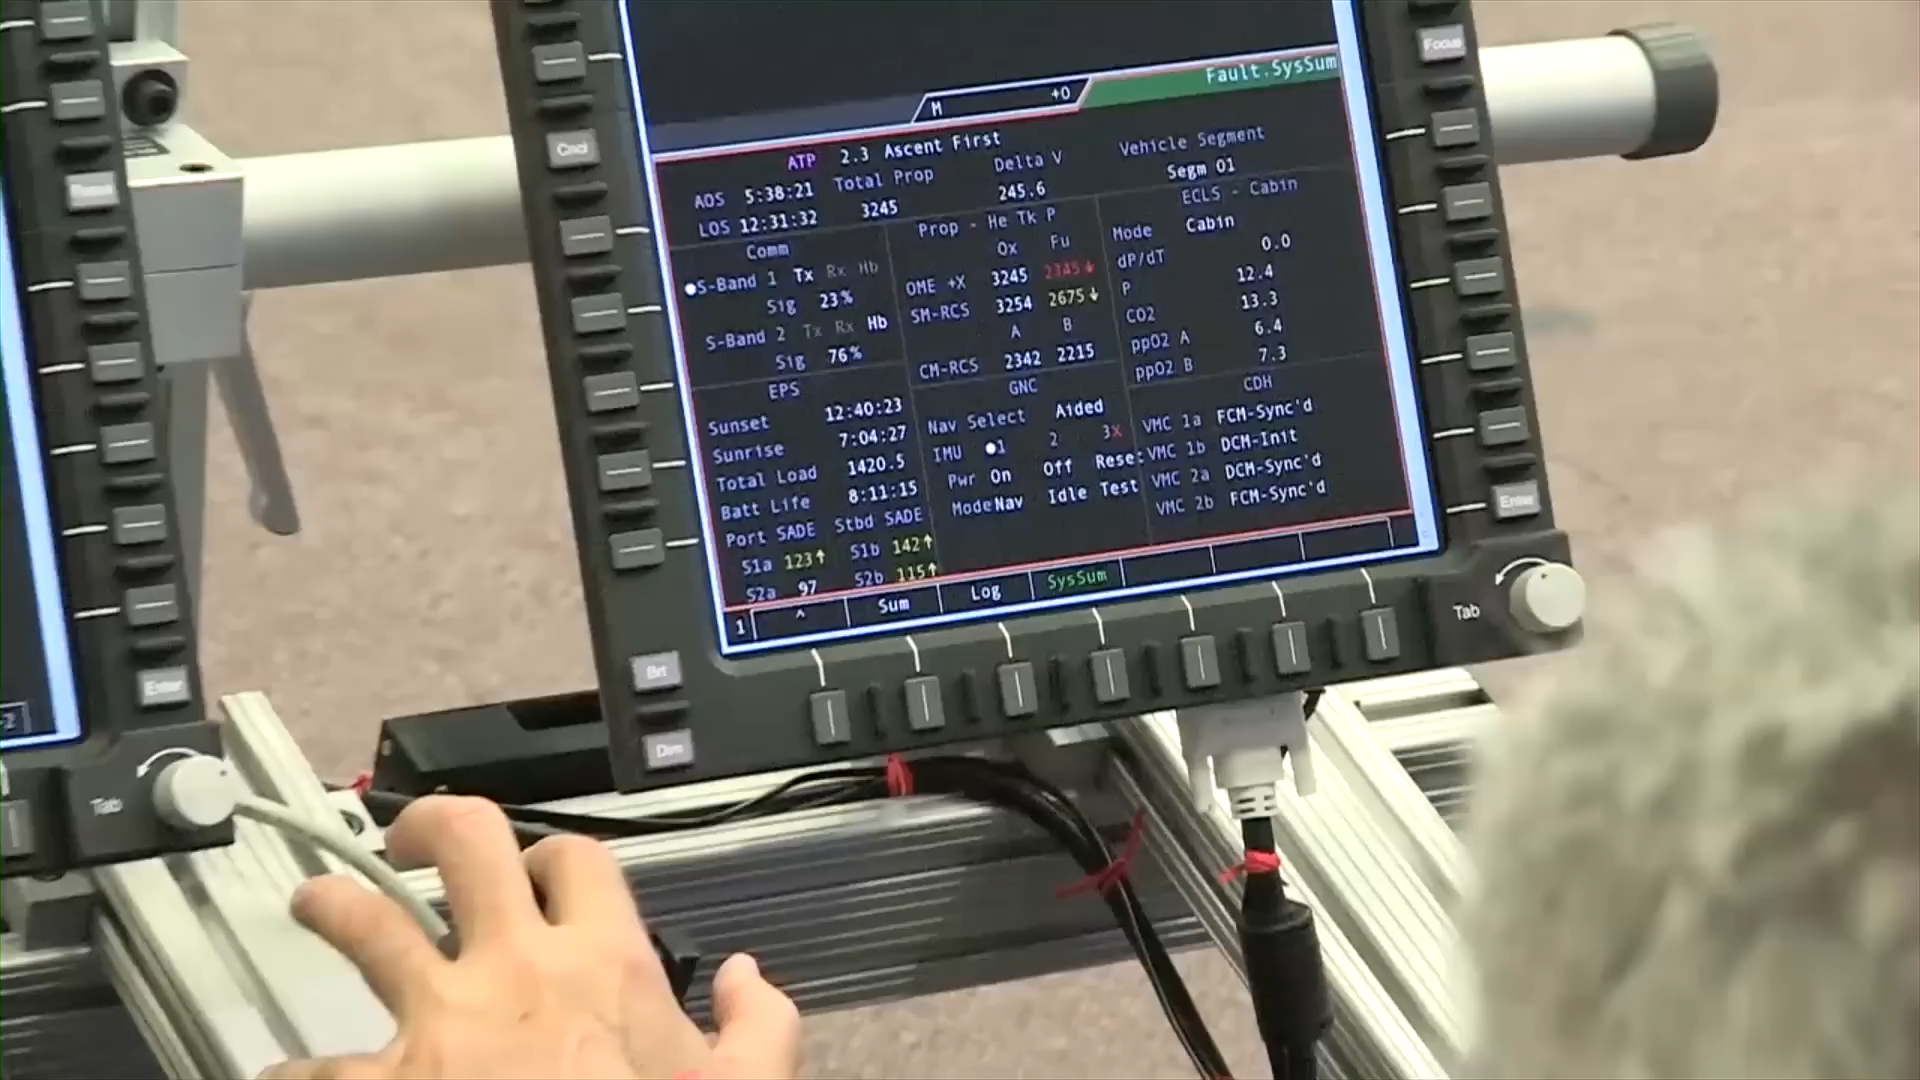 Focus
Fault.SysSum
M +0
Cncl
ATP 2.3 Ascent First
AOS 5:38:21 Total Prop Delta V Vehicle Segment
LOS 12:31:32 3245 245.6 Segm 01
Comm Prop - He Tk P ECLS - Cabin
S-Band 1 Tx Rx Hb Ox Fu Mode Cabin
Sig 23% OME +X 3245 2345↓ dP/dT 0.0
S-Band 2 Tx Rx Hb SM-RCS 3254 2675↓ P 12.4
Sig 76% A B CO2 13.3
CM-RCS 2342 2215 ppO2 A 6.4
ppO2 B 7.3
EPS GNC CDH
Sunset 12:40:23 Nav Select Aided VMC 1a FCM-Sync'd
Sunrise 7:04:27 IMU 1 2 3X VMC 1b DCM-Init
Total Load 1420.5 Pwr On Off Reset VMC 2a DCM-Sync'd
Batt Life 8:11:15 Mode Nav Idle Test VMC 2b FCM-Sync'd
Port SADE Stbd SADE
S1a 123↑ S1b 142↑
S2a 97 S2b 115↑
1 ^ Sum Log SysSum
Enter
Tab
Brt
Dim
Enter
Tab